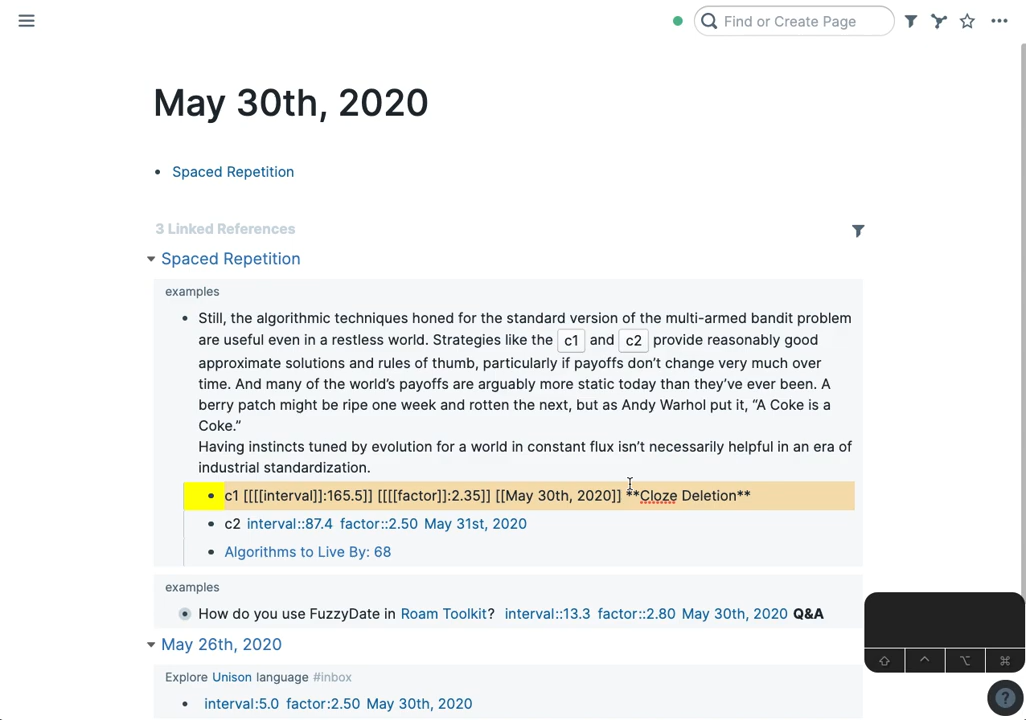 Find or Create Page
May 30th, 2020
Spaced Repetition
3 Linked References
Spaced Repetition
examples
Still, the algorithmic techniques honed for the standard version of the multi-armed bandit problem
are useful even in a restless world. Strategies like the c1 and c2 provide reasonably good
approximate solutions and rules of thumb, particularly if payoffs don’t change very much over
time. And many of the world’s payoffs are arguably more static today than they’ve ever been. A
berry patch might be ripe one week and rotten the next, but as Andy Warhol put it, “A Coke is a
Coke.”
Having instincts tuned by evolution for a world in constant flux isn’t necessarily helpful in an era of
industrial standardization.
c1 [[[[interval]]:165.5]] [[[[factor]]:2.35]] [[May 30th, 2020]] **Cloze Deletion**
c2 interval::87.4 factor::2.50 May 31st, 2020
Algorithms to Live By: 68
examples
How do you use FuzzyDate in Roam Toolkit? interval::13.3 factor::2.80 May 30th, 2020 Q&A
May 26th, 2020
Explore Unison language #inbox
interval:5.0 factor:2.50 May 30th, 2020